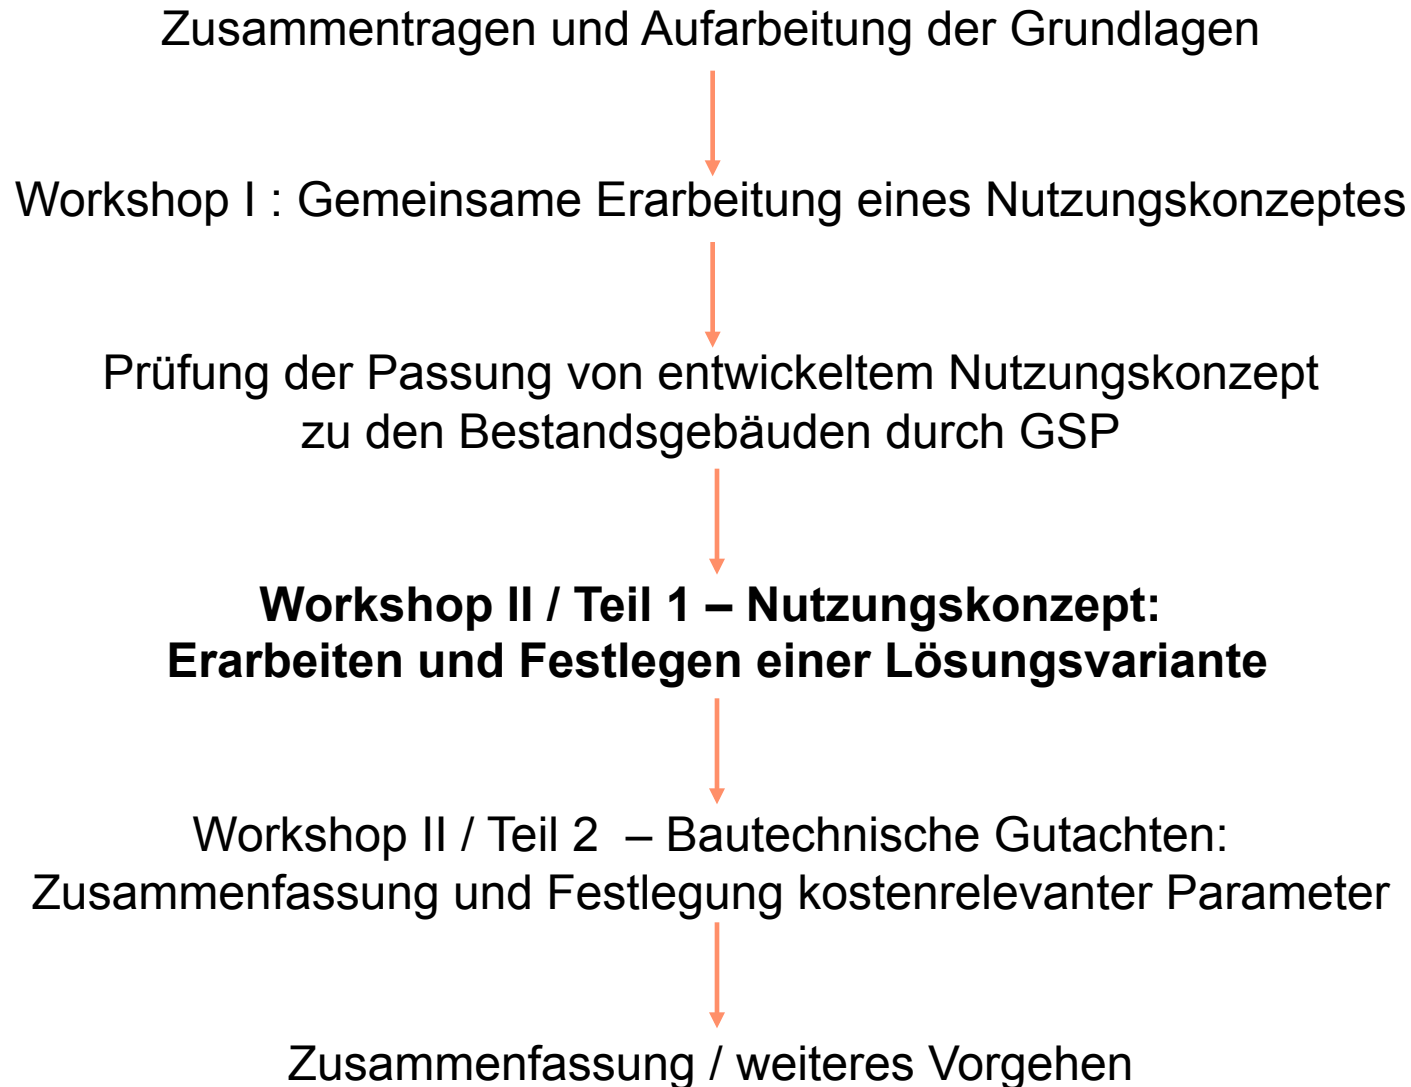 Zusammentragen und Aufarbeitung der Grundlagen
Workshop I : Gemeinsame Erarbeitung eines Nutzungskonzeptes
Prüfung der Passung von entwickeltem Nutzungskonzept
zu den Bestandsgebäuden durch GSP
Workshop II / Teil 1 – Nutzungskonzept:
Erarbeiten und Festlegen einer Lösungsvariante
Workshop II / Teil 2 – Bautechnische Gutachten:
Zusammenfassung und Festlegung kostenrelevanter Parameter
Zusammenfassung / weiteres Vorgehen